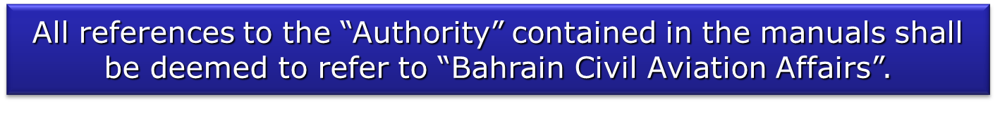 All references to the “Authority” contained in the manuals shall
be deemed to refer to “Bahrain Civil Aviation Affairs”.